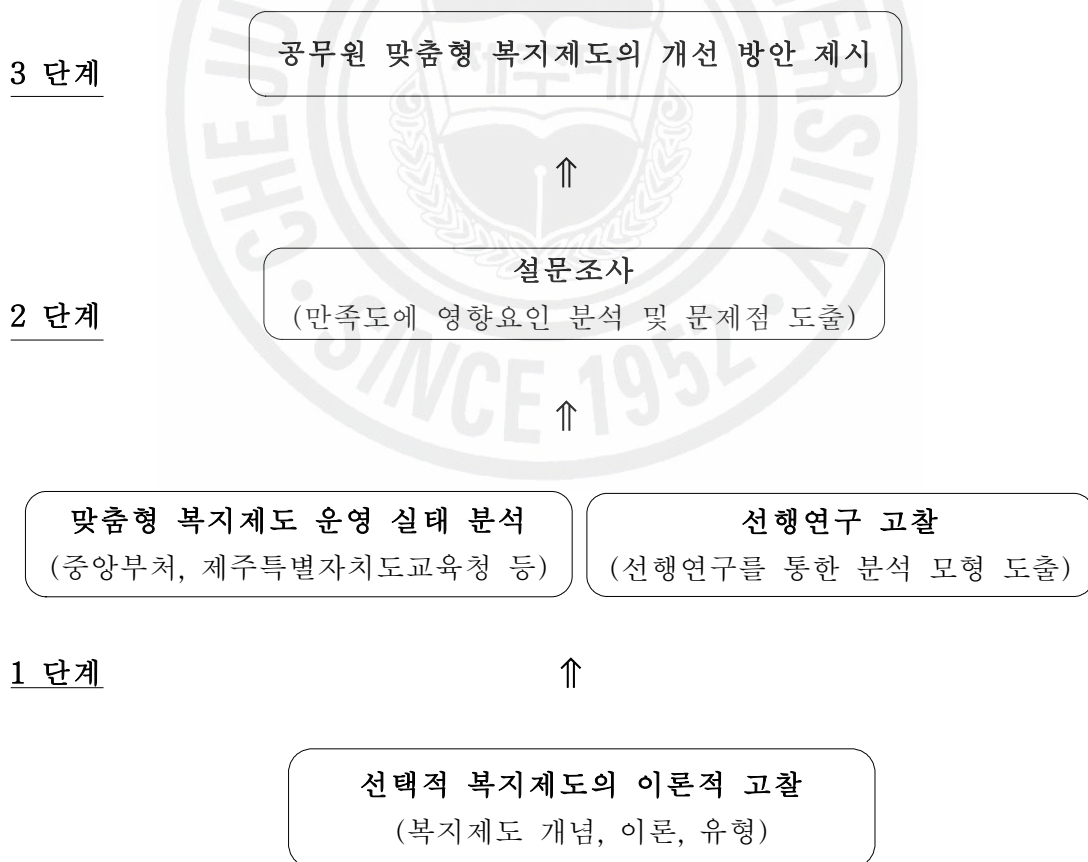 공무원 맞춤형 복지제도의 개선 방안 제시
3 단계
⇑
설문조사
2 단계
(만족도에 영향요인 분석 및 문제점 도출)
⇑
맞춤형 복지제도 운영 실태 분석
(중앙부처, 제주특별자치도교육청 등)
선행연구 고찰
(선행연구를 통한 분석 모형 도출)
1 단계
⇑
선택적 복지제도의 이론적 고찰
(복지제도 개념, 이론, 유형)
SINCE 1952